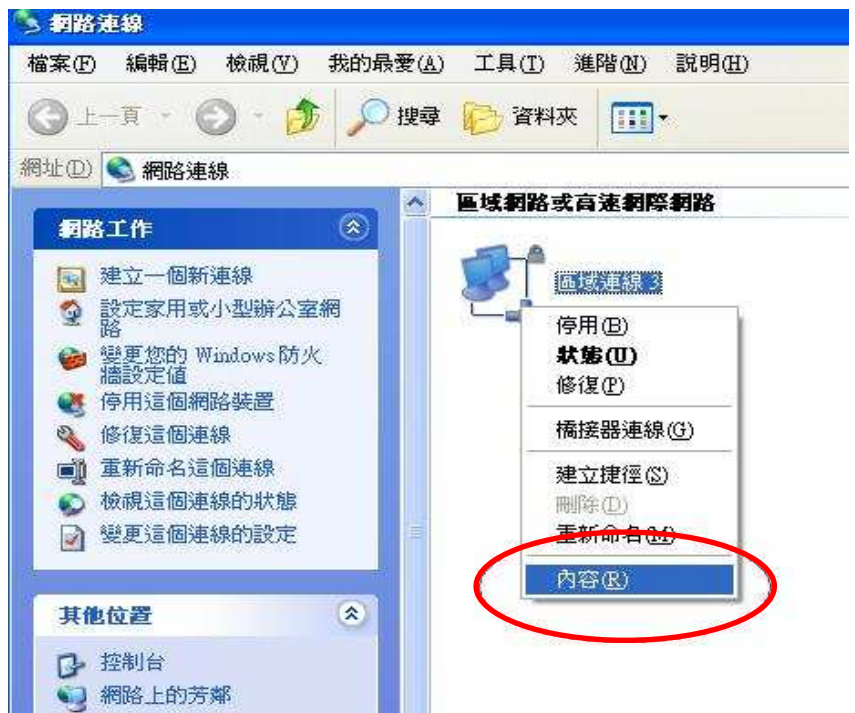 網路連線
檔案(F) 編輯(E) 檢視(V) 我的最愛(A) 工具(T) 進階(N) 說明(H)
上一頁 搜尋 資料夾
網址(D) 網路連線
網路工作
建立一個新連線
設定家用或小型辦公室網
路
變更您的 Windows 防火
牆設定值
停用這個網路裝置
修復這個連線
重新命名這個連線
檢視這個連線的狀態
變更這個連線的設定
其他位置
控制台
網路上的芳鄰
區域網路或高速網際網路
區域連線 3
停用(B)
狀態(U)
修復(P)
橋接器連線(G)
建立捷徑(S)
刪除(D)
重新命名(M)
內容(R)